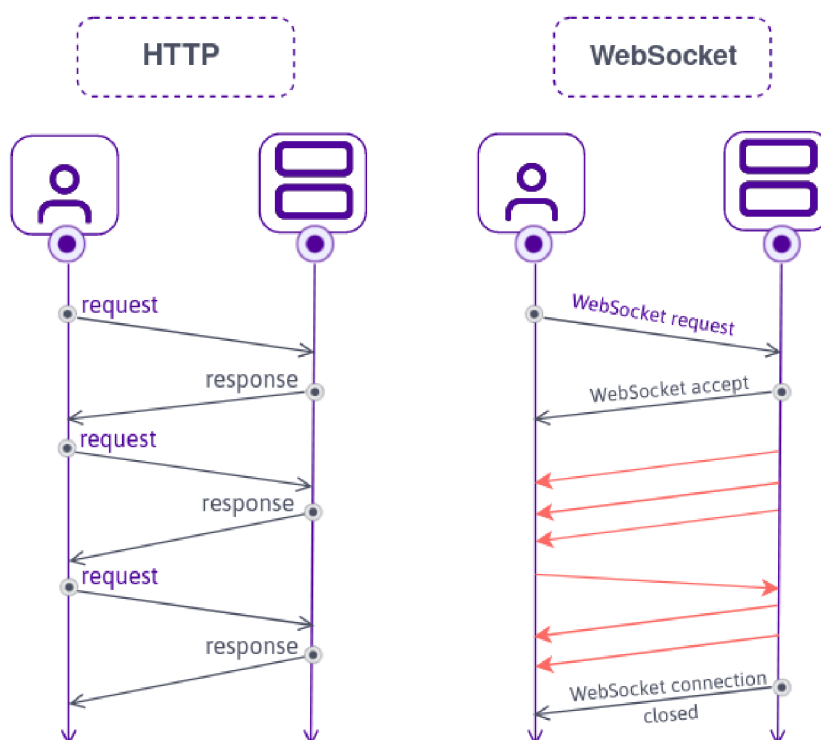 HTTP
request
response
request
response
request
response
WebSocket
WebSocket request
WebSocket accept
WebSocket connection
closed